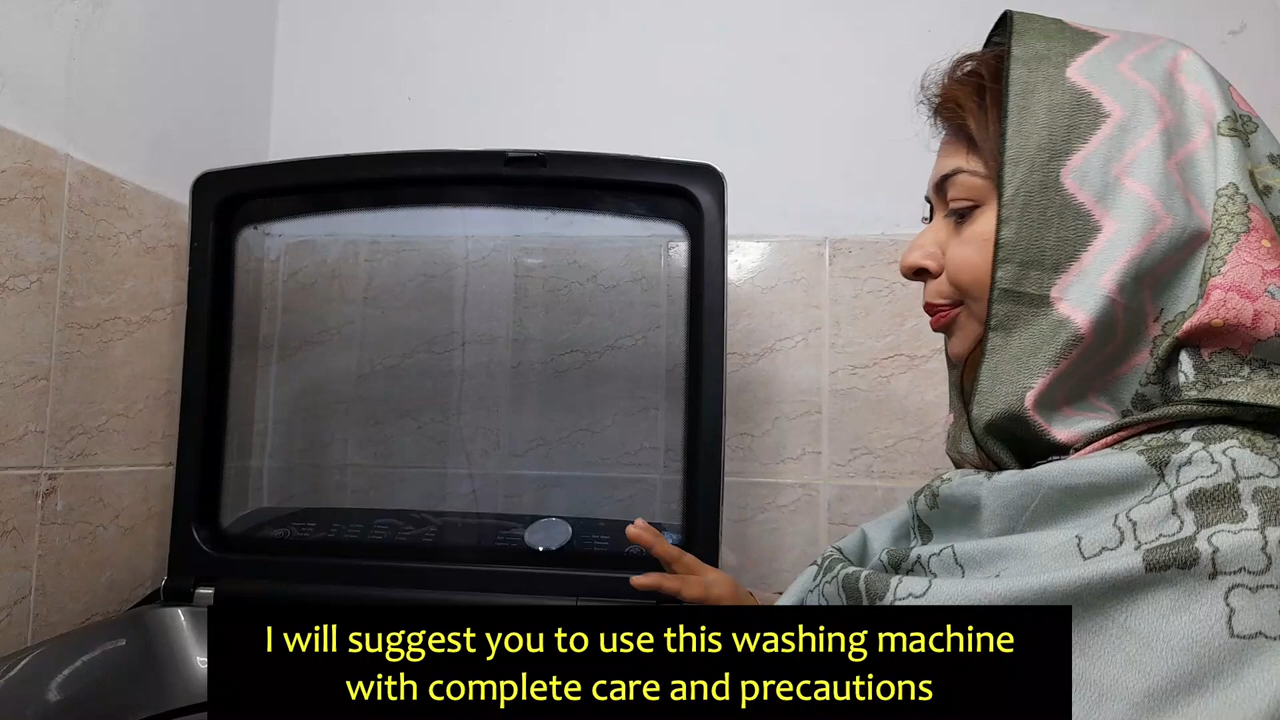 I will suggest you to use this washing machine
with complete care and precautions